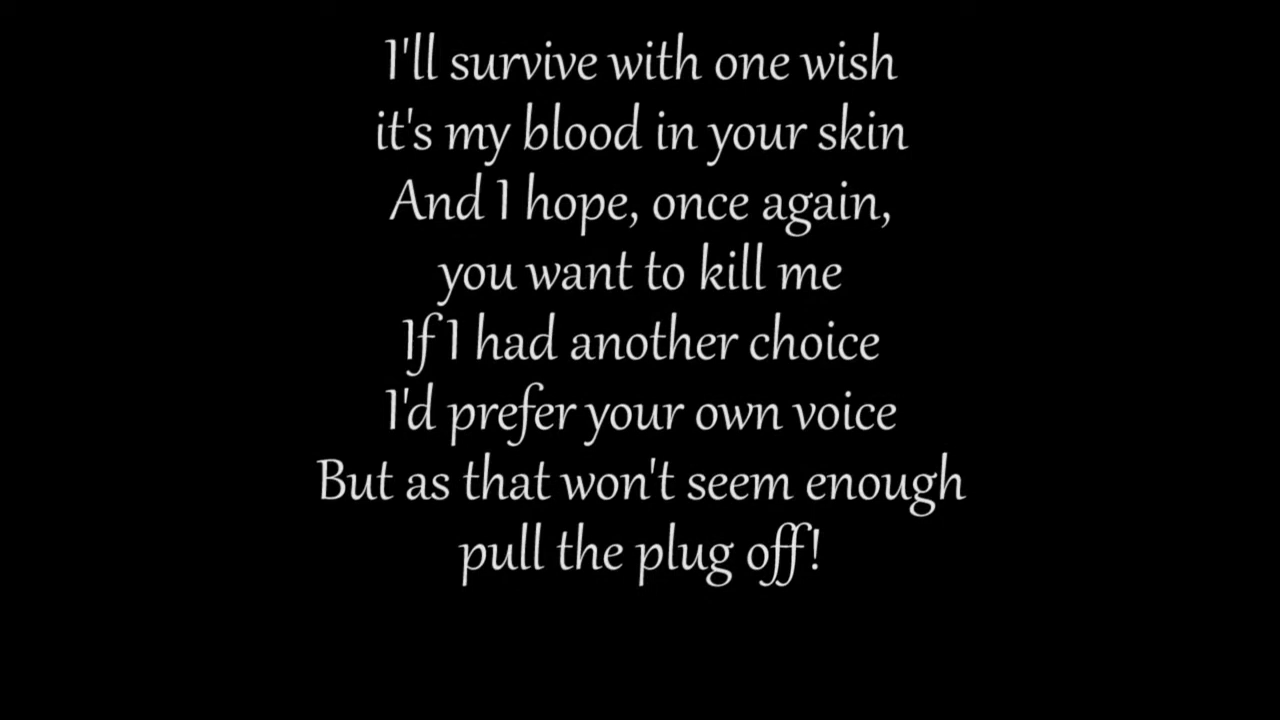 I'll survive with one wish
it's my blood in your skin
And I hope, once again,
you want to kill me
If I had another choice
I'd prefer your own voice
But as that won't seem enough
pull the plug off!